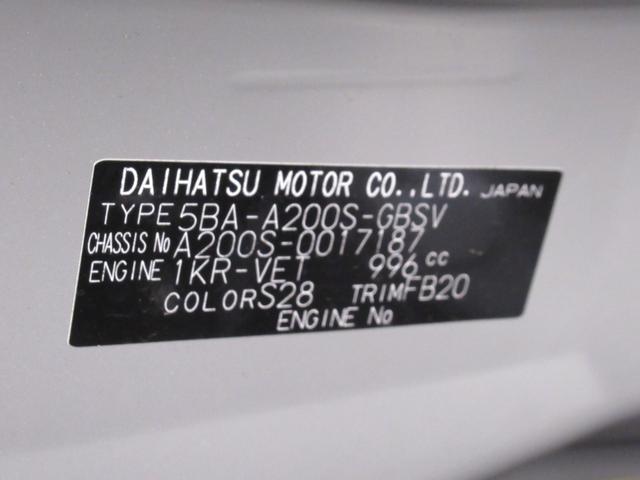 DAIHATSU MOTOR CO.,LTD. JAPAN
TYPE 5BA-A200S-GBSV
CHASSIS No A200S-0017187
ENGINE 1KR-VET 996 cc
COLOR S28 TRIM FB20
ENGINE No